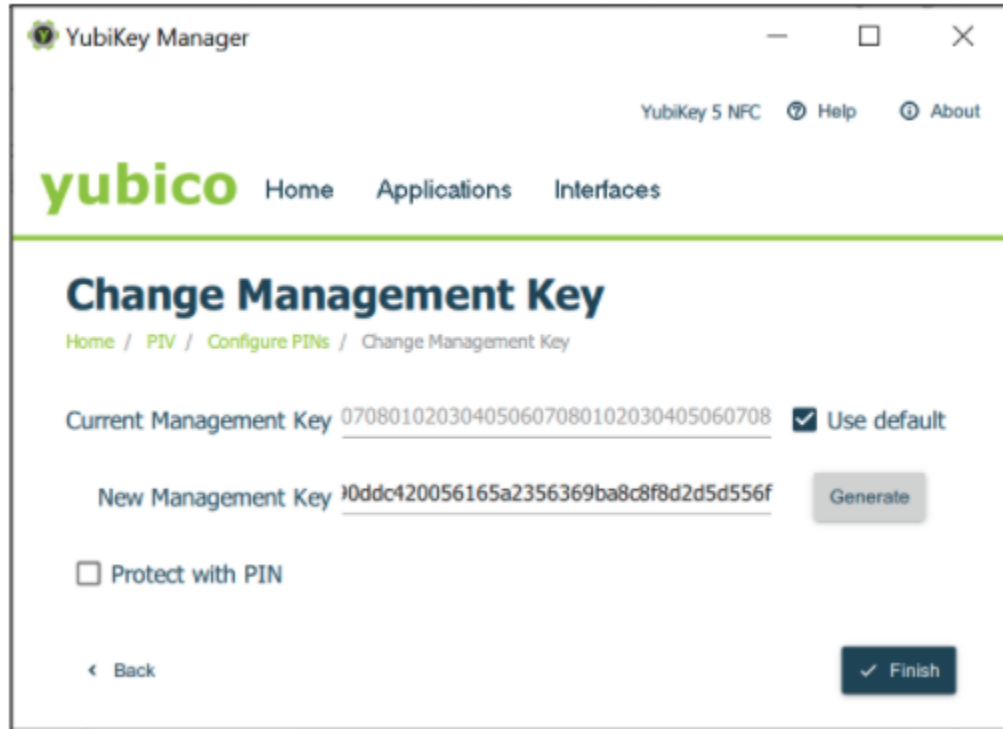 YubiKey Manager
YubiKey 5 NFC Help About
yubico Home Applications Interfaces
Change Management Key
Home / PIV / Configure PINs / Change Management Key
Current Management Key 070801020304050607080102030405060708 Use default
New Management Key 0ddc420056165a2356369ba8c8f8d2d5d556f Generate
Protect with PIN
Back Finish